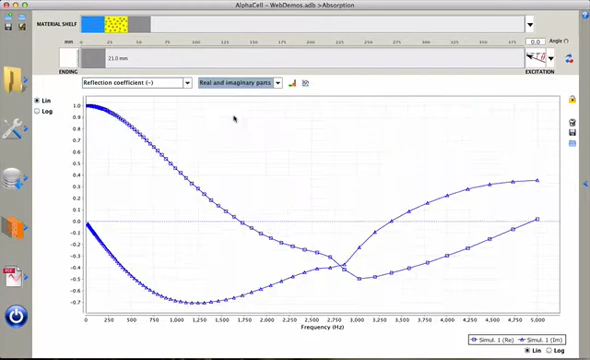 AlphaCell – WebDemos.adb >Absorption
MATERIAL SHELF
mm 0 25 50 75 100 125 150 175 200 225 250 275 300 325 350 375 400 425 450 475 0.0 Angle (°)
21.0 mm
ENDING EXCITATION
Reflection coefficient (-) Real and imaginary parts
Lin
Log
1.0
0.9
0.8
0.7
0.6
0.5
0.4
0.3
0.2
0.1
0.0
-0.1
-0.2
-0.3
-0.4
-0.5
-0.6
-0.7
0 250 500 750 1,000 1,250 1,500 1,750 2,000 2,250 2,500 2,750 3,000 3,250 3,500 3,750 4,000 4,250 4,500 4,750 5,000
Frequency (Hz)
Simul. 1 (Re) Simul. 1 (Im)
Lin Log